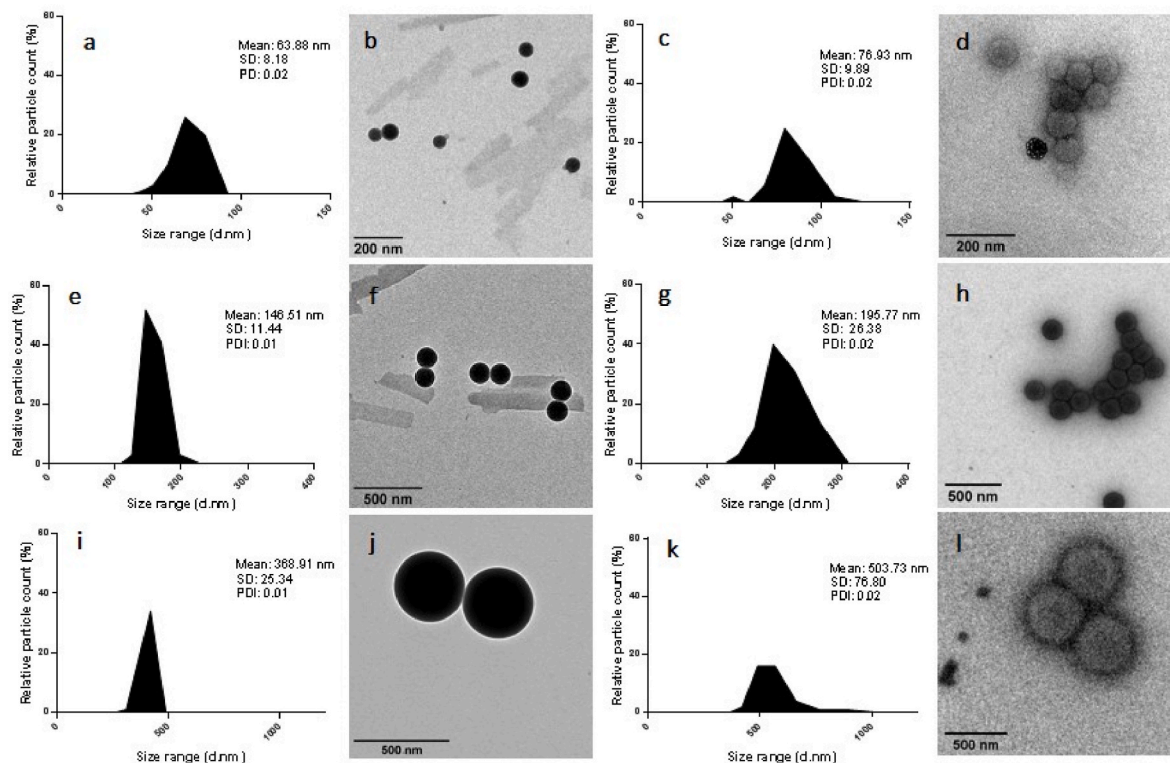 a
Mean: 63.88 nm
SD: 8.18
PD: 0.02
Relative particle count (%)
60
40
20
0
0 50 100 150
Size range (d.nm)
b
200 nm
c
Mean: 76.93 nm
SD: 9.89
PDI: 0.02
Relative particle count (%)
60
40
20
0
0 50 100 150
Size range (d.nm)
d
200 nm
e
Mean: 146.51 nm
SD: 11.44
PDI: 0.01
Relative particle count (%)
60
40
20
0
0 100 200 300 400
Size range (d.nm)
f
500 nm
g
Mean: 195.77 nm
SD: 26.38
PDI: 0.02
Relative particle count (%)
60
40
20
0
0 100 200 300 400
Size range (d.nm)
h
500 nm
i
Mean: 368.91 nm
SD: 25.34
PDI: 0.01
Relative particle count (%)
60
40
20
0
0 500 1000
Size range (d.nm)
j
500 nm
k
Mean: 503.73 nm
SD: 76.80
PDI: 0.02
Relative particle count (%)
60
40
20
0
0 500 1000
Size range (d.nm)
l
500 nm